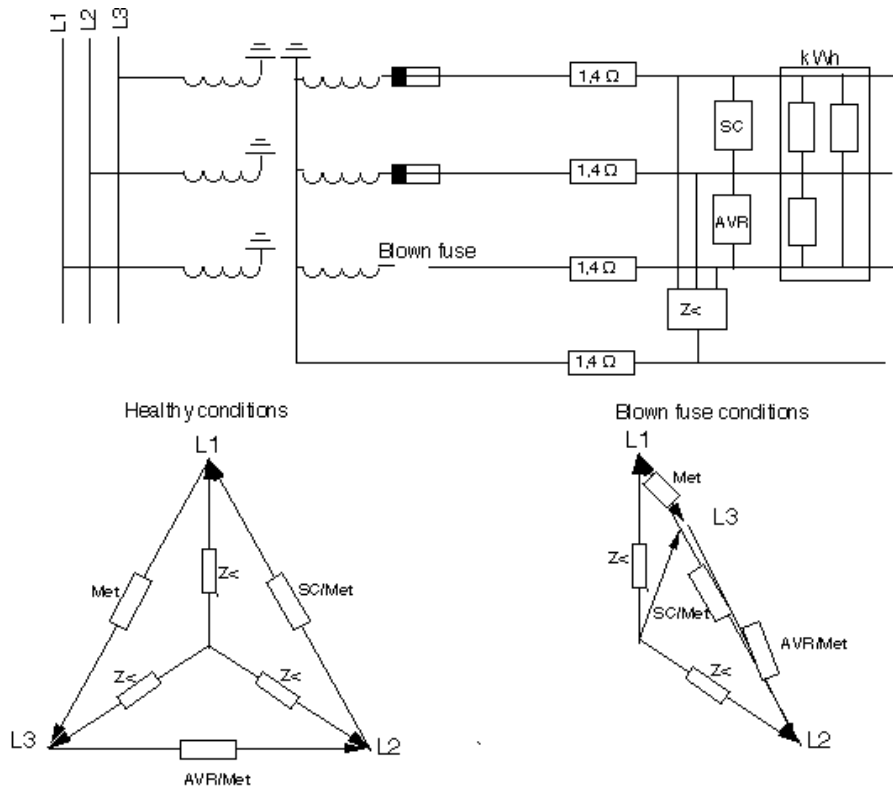 L1
L2
L3
kWh
1,4 Ω
SC
1,4 Ω
AVR
Blown fuse
1,4 Ω
Z<
1,4 Ω
Healthy conditions
Blown fuse conditions
L1
L1
Met
L3
Z<
Z<
Met
SC/Met
SC/Met
AVR/Met
Z<
Z<
Z<
L3
L2
L2
AVR/Met